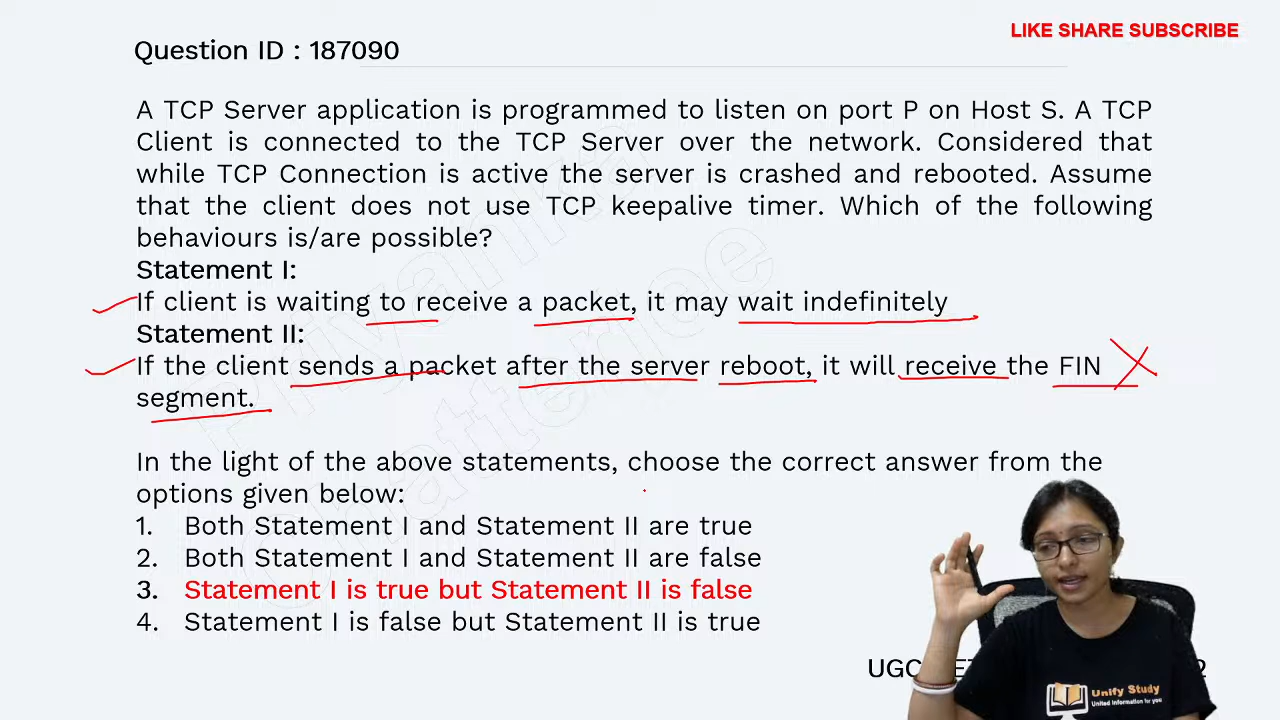 LIKE SHARE SUBSCRIBE
Question ID : 187090
A TCP Server application is programmed to listen on port P on Host S. A TCP
Client is connected to the TCP Server over the network. Considered that
while TCP Connection is active the server is crashed and rebooted. Assume
that the client does not use TCP keepalive timer. Which of the following
behaviours is/are possible?
Statement I:
If client is waiting to receive a packet, it may wait indefinitely
Statement II:
If the client sends a packet after the server reboot, it will receive the FIN
segment.
In the light of the above statements, choose the correct answer from the
options given below:
1. Both Statement I and Statement II are true
2. Both Statement I and Statement II are false
3. Statement I is true but Statement II is false
4. Statement I is false but Statement II is true
Priyanka
Chatterjee
Unify Study
United Information for you